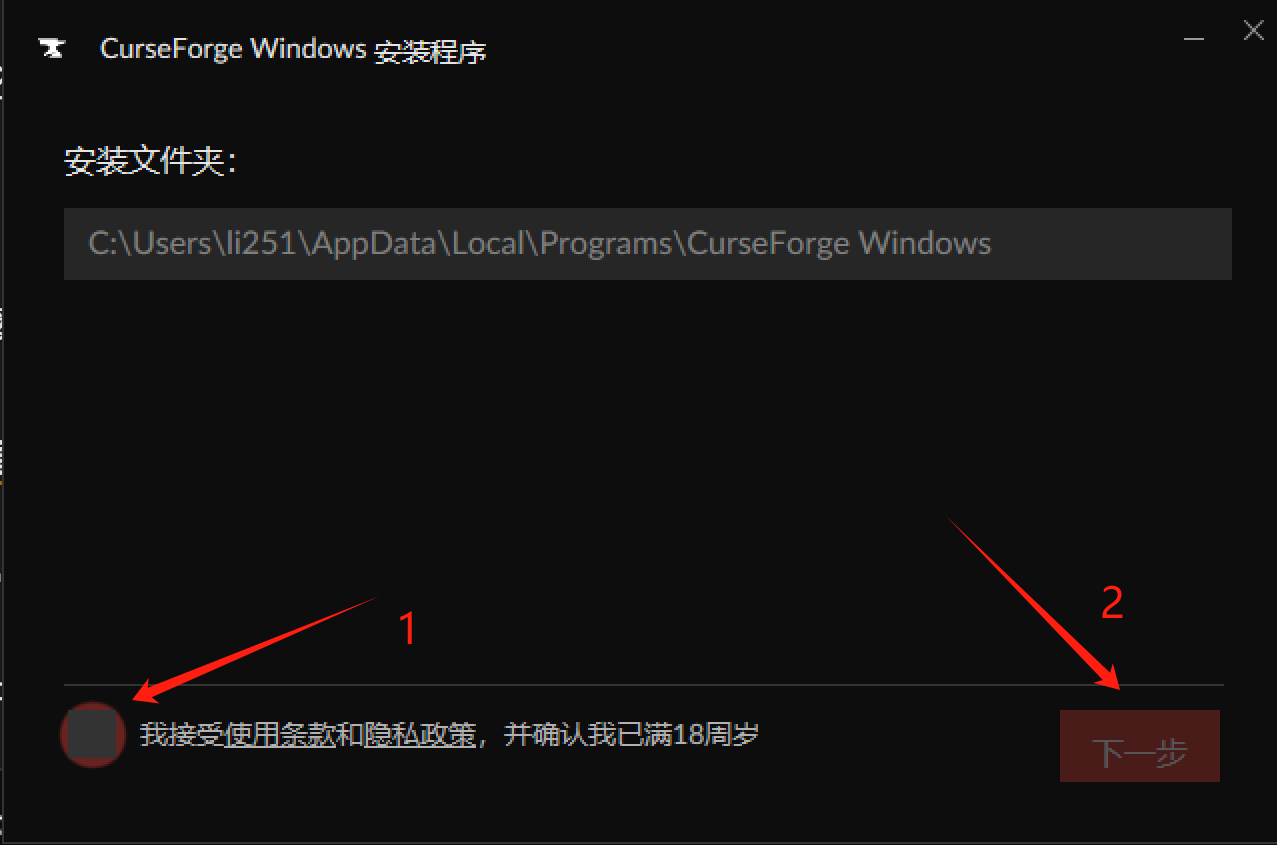 CurseForge Windows 安装程序
安装文件夹：
C:\Users\li251\AppData\Local\Programs\CurseForge Windows
1
2
我接受使用条款和隐私政策，并确认我已满18周岁
下一步